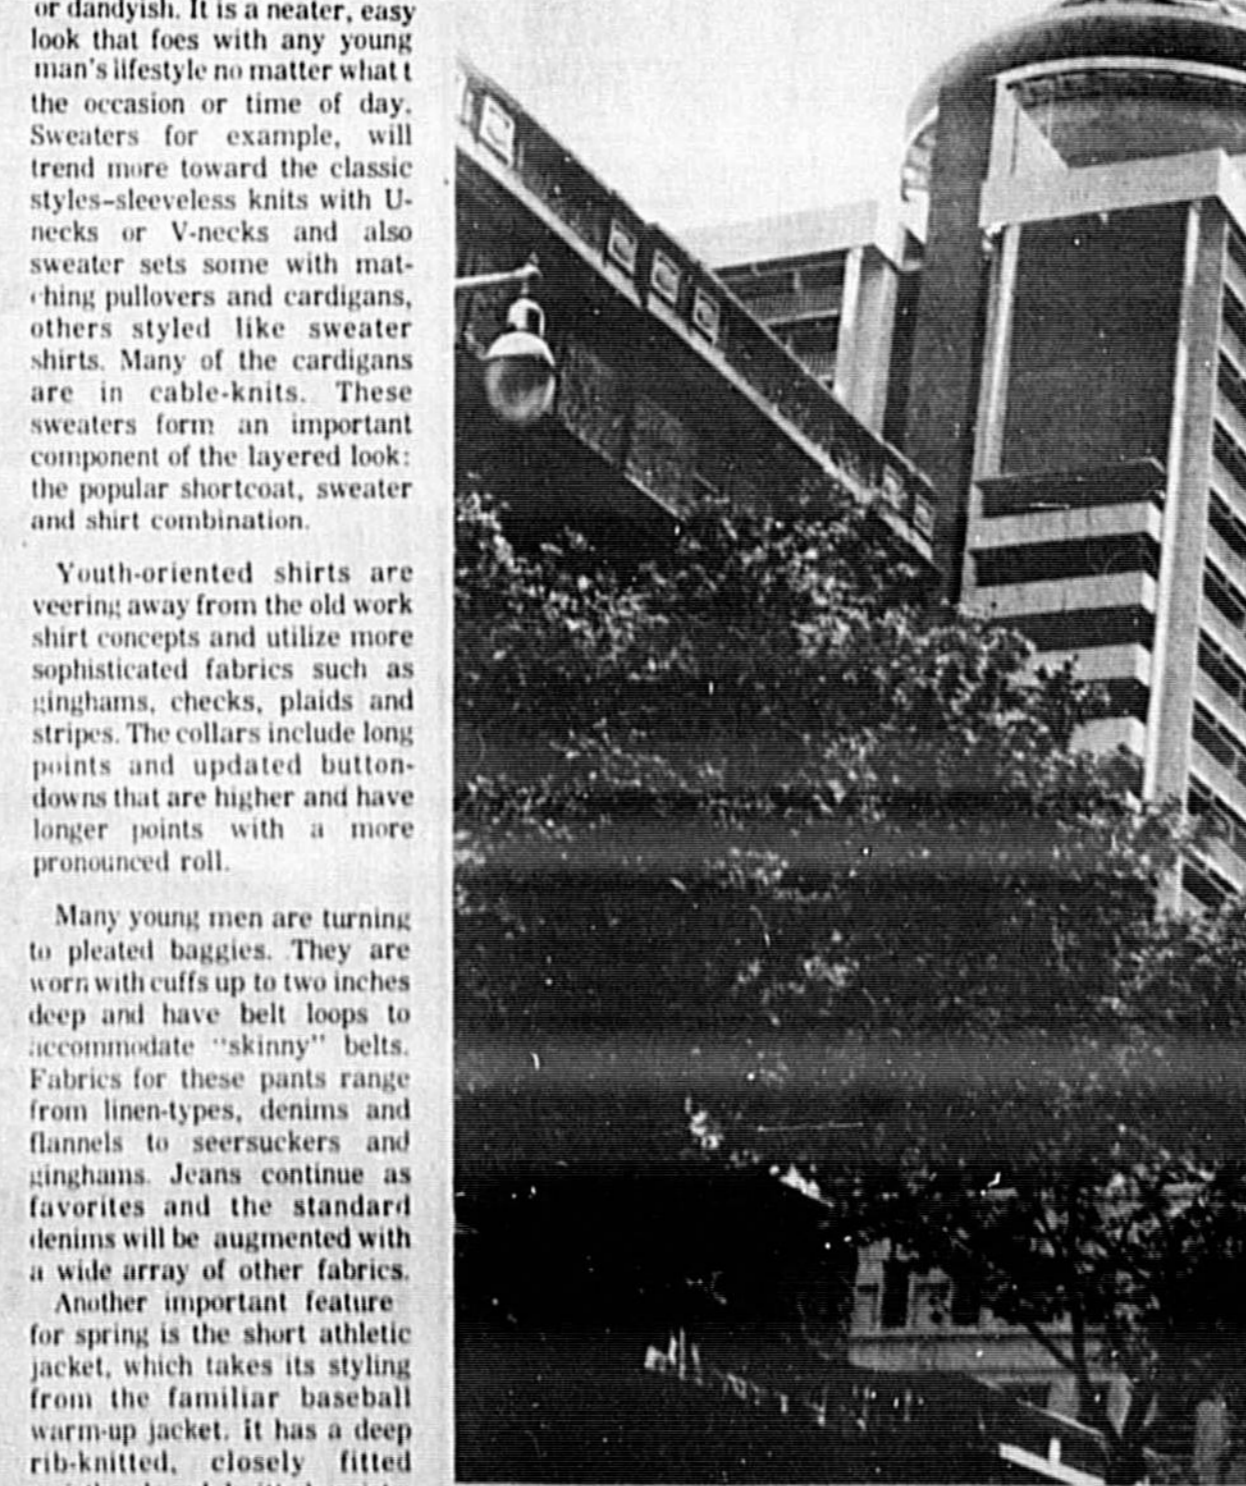 or dandyish. It is a neater, easy
look that foes with any young
man's lifestyle no matter what t
the occasion or time of day.
Sweaters for example, will
trend more toward the classic
styles-sleeveless knits with U-
necks or V-necks and also
sweater sets some with mat-
ching pullovers and cardigans,
others styled like sweater
shirts. Many of the cardigans
are in cable-knits. These
sweaters form an important
component of the layered look:
the popular shortcoat, sweater
and shirt combination.
Youth-oriented shirts are
veering away from the old work
shirt concepts and utilize more
sophisticated fabrics such as
ginghams, checks, plaids and
stripes. The collars include long
points and updated button-
downs that are higher and have
longer points with a more
pronounced roll.
Many young men are turning
to pleated baggies. They are
worn with cuffs up to two inches
deep and have belt loops to
accommodate "skinny" belts.
Fabrics for these pants range
from linen-types, denims and
flannels to seersuckers and
ginghams. Jeans continue as
favorites and the standard
denims will be augmented with
a wide array of other fabrics.
Another important feature
for spring is the short athletic
jacket, which takes its styling
from the familiar baseball
warm-up jacket. It has a deep
rib-knitted, closely fitted